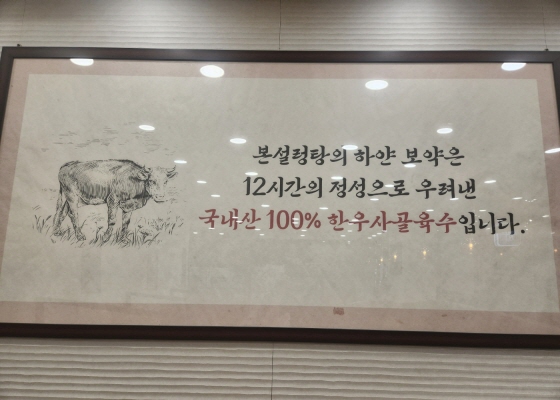 본설렁탕의 하얀 보약은
12시간의 정성으로 우려낸
국내산 100% 한우사골육수입니다.